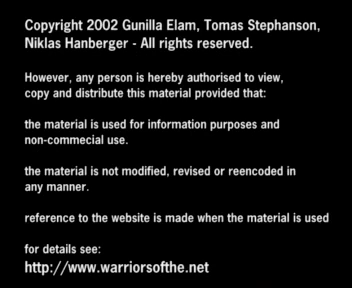 Copyright 2002 Gunilla Elam, Tomas Stephanson,
Niklas Hanberger - All rights reserved.
However, any person is hereby authorised to view,
copy and distribute this material provided that:
the material is used for information purposes and
non-commecial use.
the material is not modified, revised or reencoded in
any manner.
reference to the website is made when the material is used
for details see:
http://www.warriorsofthe.net